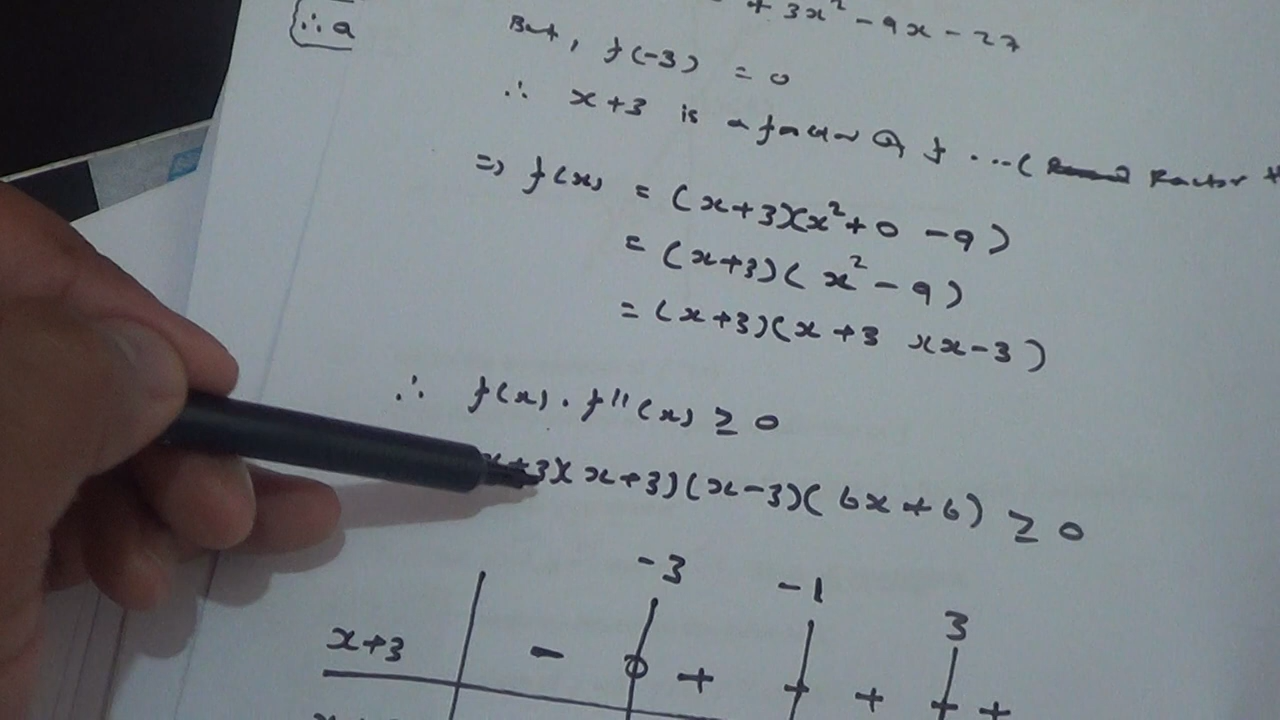 + 3x² - 9x - 27
∴ a
But, f(-3) = 0
∴ x+3 is a factor of f ...( Factor
=> f(x) = (x+3)(x²+0 -9)
= (x+3)( x² - 9)
= (x+3)(x+3 )(x-3)
∴ f(x) . f''(x) ≥ 0
x+3)(x+3)(x-3)(6x+6) ≥ 0
-3 -1 3
x+3 - 0 + + + + +